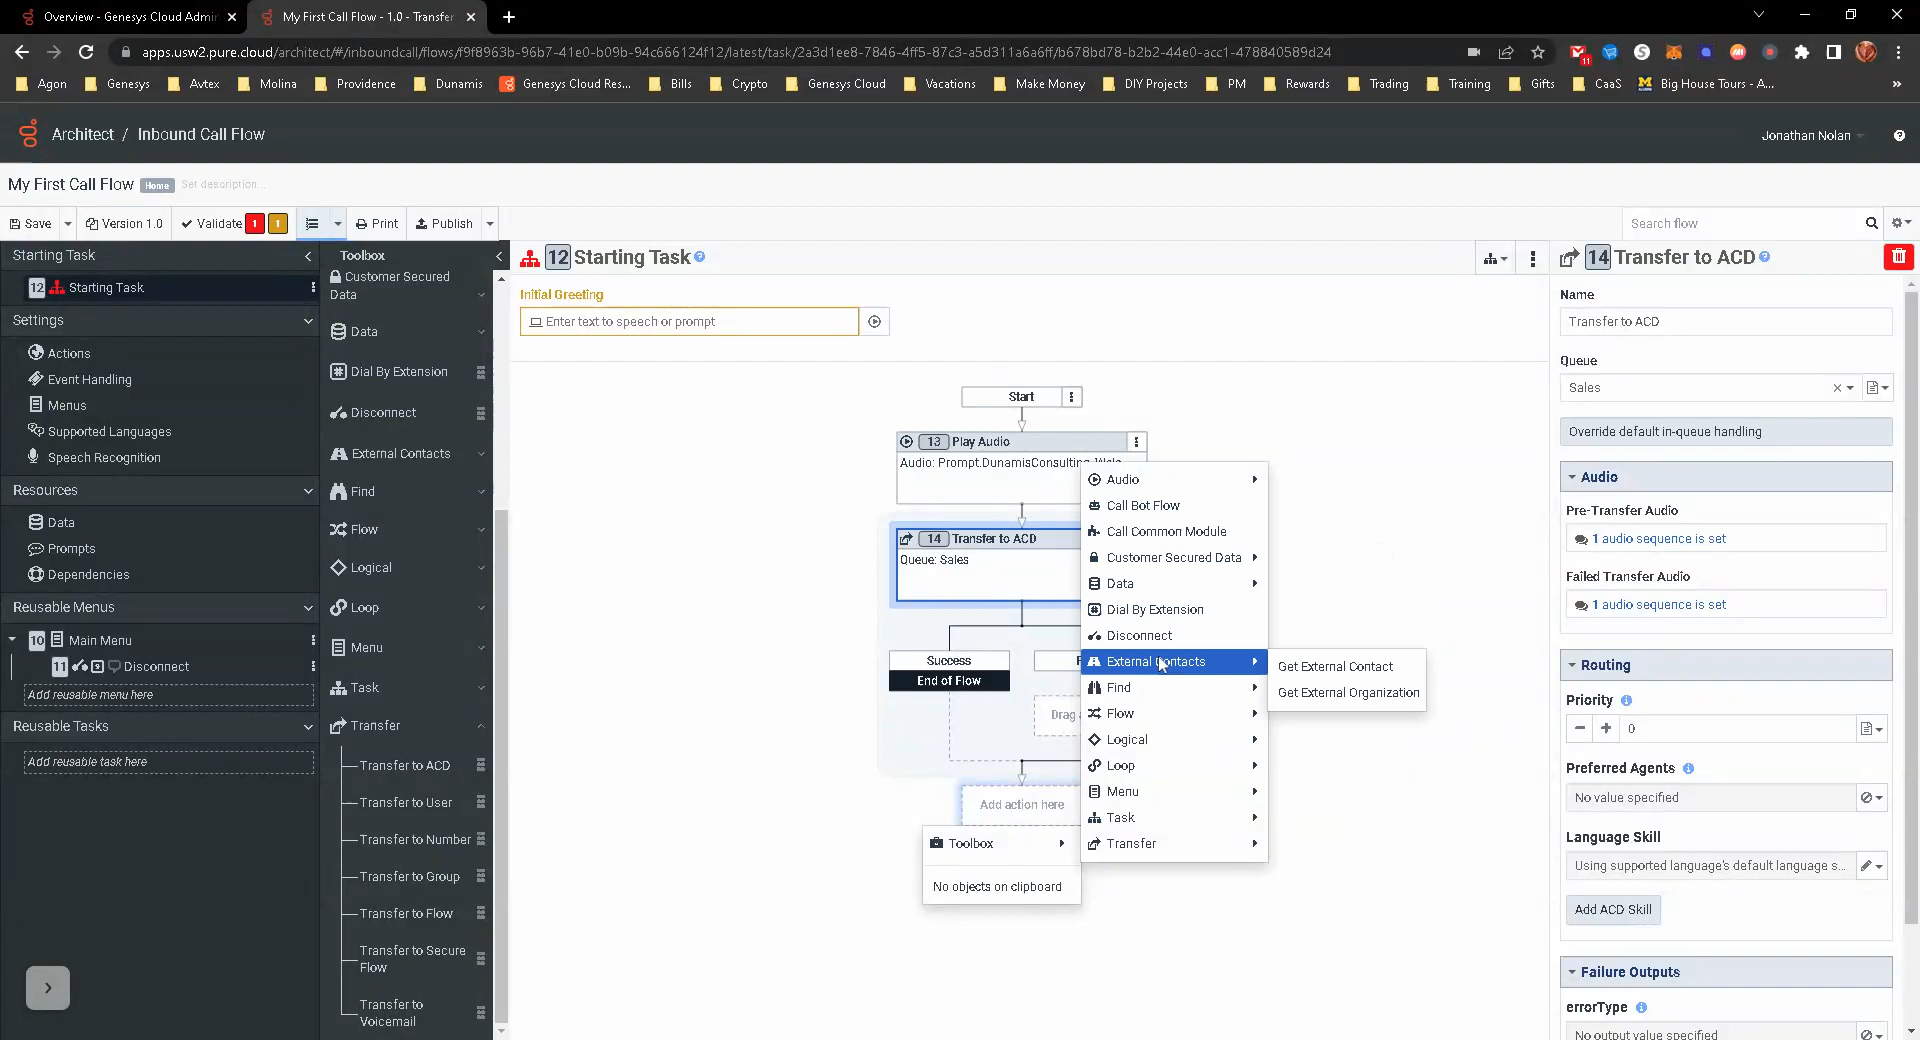 Overview - Genesys Cloud Admi
My First Call Flow - 1.0 - Transfer
apps.usw2.pure.cloud/architect/#/inboundcall/flows/f9f8963b-96b7-41e0-b09b-94c666124f12/latest/task/2a3d1ee8-7846-4ff5-87c3-a5d311a6a6ff/b678bd78-b2b2-44e0-acc1-478840589d24
11
Agon
Genesys
Avtex
Molina
Providence
Dunamis
Genesys Cloud Res...
Bills
Crypto
Genesys Cloud
Vacations
Make Money
DIY Projects
PM
Rewards
Trading
Training
Gifts
CaaS
Big House Tours - A...
Architect / Inbound Call Flow
Jonathan Nolan
My First Call Flow Home Set description...
Save
Version 1.0
Validate 1 1
Print
Publish
Search flow
Starting Task
12 Starting Task
Settings
Actions
Event Handling
Menus
Supported Languages
Speech Recognition
Resources
Data
Prompts
Dependencies
Reusable Menus
10 Main Menu
11 Disconnect
Add reusable menu here
Reusable Tasks
Add reusable task here
Toolbox
Customer Secured
Data
Data
Dial By Extension
Disconnect
External Contacts
Find
Flow
Logical
Loop
Menu
Task
Transfer
Transfer to ACD
Transfer to User
Transfer to Number
Transfer to Group
Transfer to Flow
Transfer to Secure
Flow
Transfer to
Voicemail
12 Starting Task
Initial Greeting
Enter text to speech or prompt
Start
13 Play Audio
Audio: Prompt.DunamisConsulting_Welc
14 Transfer to ACD
Queue: Sales
Success
End of Flow
Drag
Add action here
Toolbox
No objects on clipboard
Audio
Call Bot Flow
Call Common Module
Customer Secured Data
Data
Dial By Extension
Disconnect
External Contacts
Find
Flow
Logical
Loop
Menu
Task
Transfer
Get External Contact
Get External Organization
14 Transfer to ACD
Name
Transfer to ACD
Queue
Sales
Override default in-queue handling
Audio
Pre-Transfer Audio
1 audio sequence is set
Failed Transfer Audio
1 audio sequence is set
Routing
Priority
0
Preferred Agents
No value specified
Language Skill
Using supported language's default language s...
Add ACD Skill
Failure Outputs
errorType
No output value specified